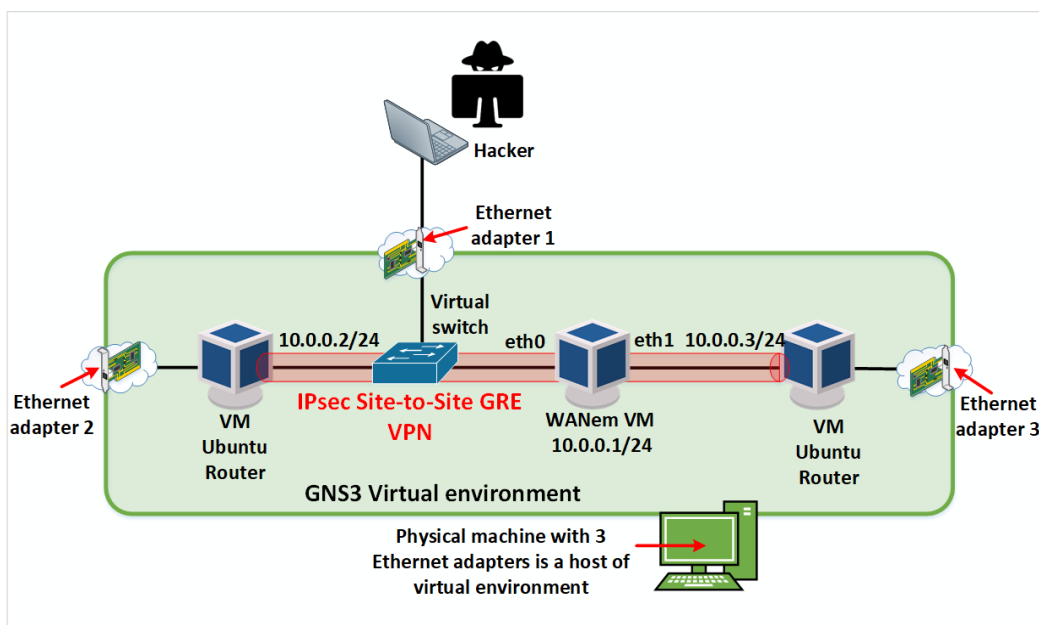 Hacker
Ethernet
adapter 1
Virtual
switch
10.0.0.2/24
eth0
eth1
10.0.0.3/24
Ethernet
adapter 2
VM
Ubuntu
Router
IPsec Site-to-Site GRE
VPN
WANem VM
10.0.0.1/24
VM
Ubuntu
Router
Ethernet
adapter 3
GNS3 Virtual environment
Physical machine with 3
Ethernet adapters is a host of
virtual environment